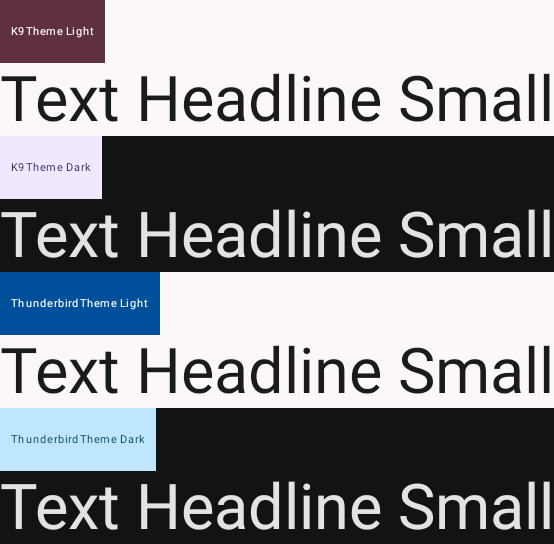 K9Theme Light
Text Headline Small
K9Theme Dark
Text Headline Small
ThunderbirdTheme Light
Text Headline Small
ThunderbirdTheme Dark
Text Headline Small